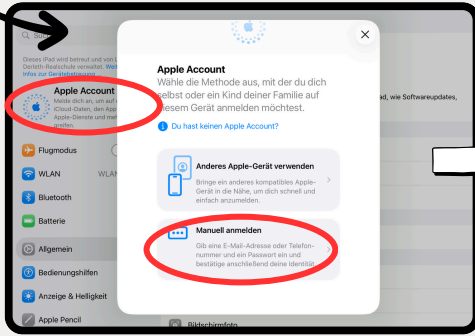 Dieses iPad wird betreut und von
Derleth-Realschule verwaltet.
Infos zur Gerätebetreuung
Apple Account
Melde dich an, um auf
iCloud-Daten, den App
Apple-Dienste und meh
greifen.
Flugmodus
WLAN WLAN
Bluetooth
Batterie
Allgemein
Bedienungshilfen
Anzeige & Helligkeit
Apple Pencil
Apple Account
Wähle die Methode aus, mit der du dich
selbst oder ein Kind deiner Familie auf
diesem Gerät anmelden möchtest.
Du hast keinen Apple Account?
Anderes Apple-Gerät verwenden
Bringe ein anderes kompatibles Apple-
Gerät in die Nähe, um dich schnell und
einfach anzumelden.
Manuell anmelden
Gib eine E-Mail-Adresse oder Telefon-
nummer und ein Passwort ein und
bestätige anschließend deine Identität.
ad, wie Softwareupdates,
Bildschirmfoto